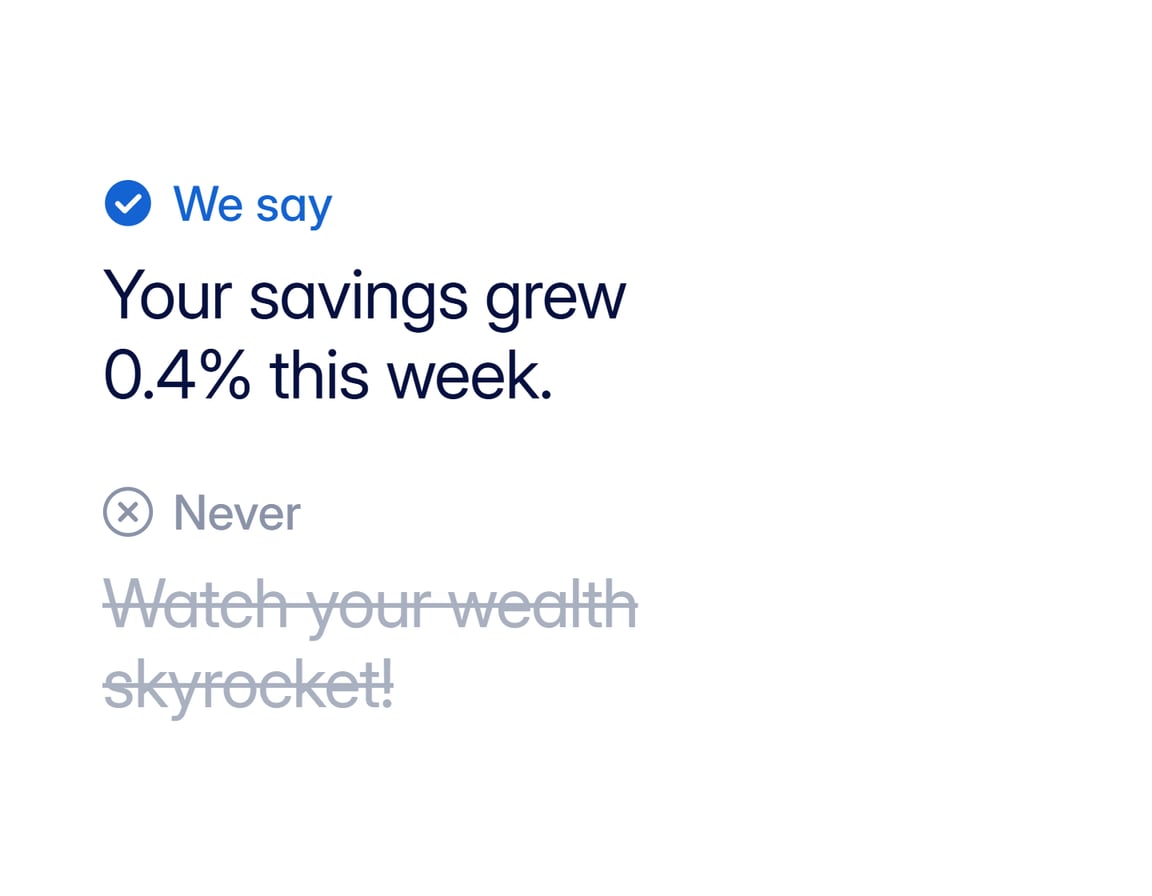 We say
Your savings grew
0.4% this week.
Never
Watch your wealth
skyrocket!